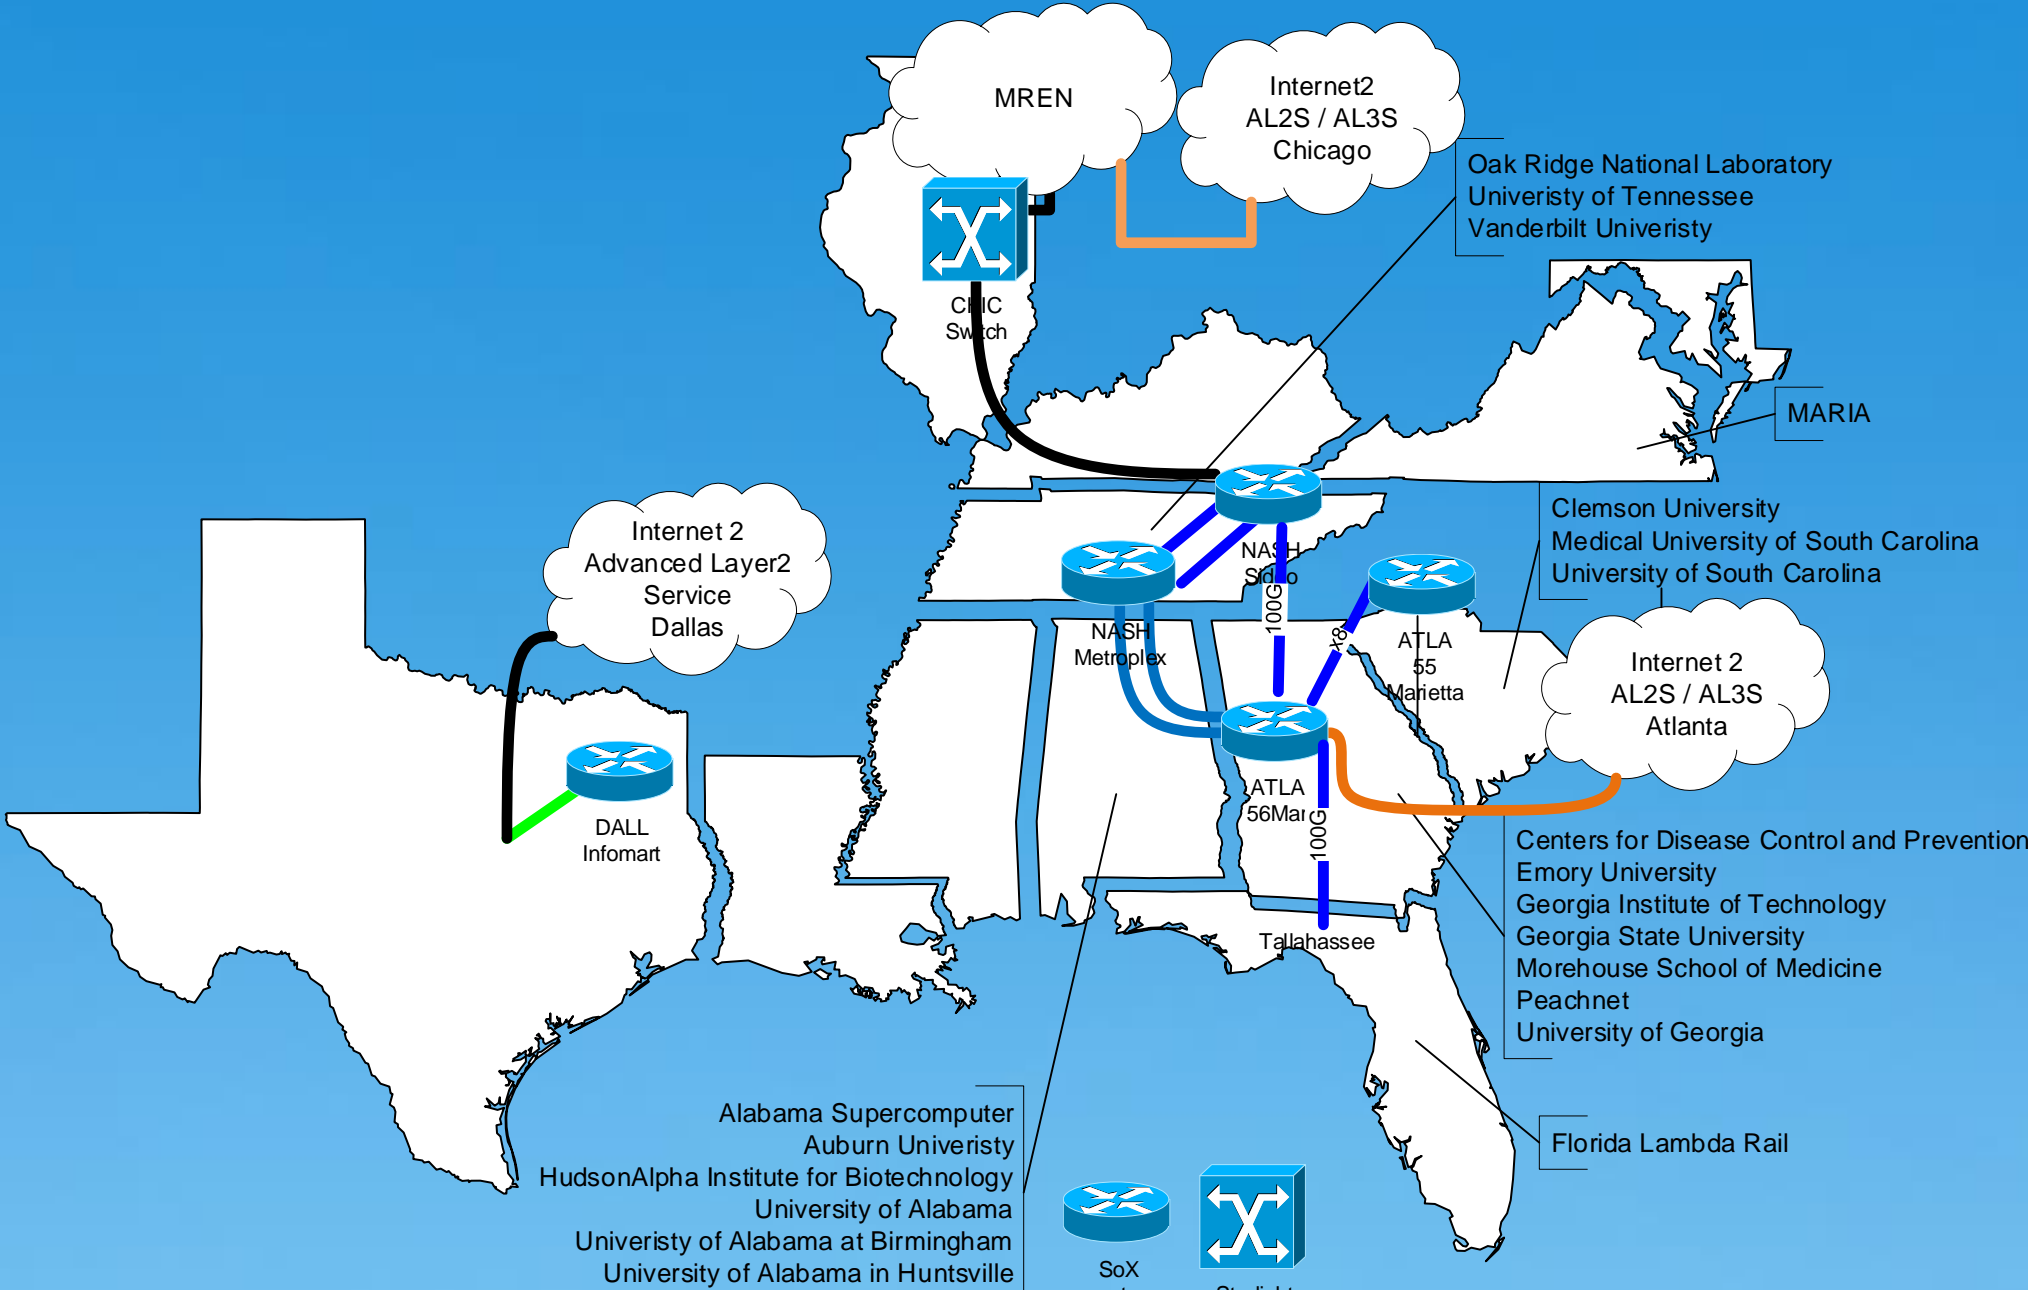 MREN
Internet2
AL2S / AL3S
Chicago
Oak Ridge National Laboratory
Univeristy of Tennessee
Vanderbilt Univeristy
CHIC
Switch
MARIA
Internet 2
Advanced Layer2
Service
Dallas
Clemson University
Medical University of South Carolina
University of South Carolina
NASH
100G
x8
NASH
Metroplex
ATLA
55
Marietta
Internet 2
AL2S / AL3S
Atlanta
DALL
Infomart
ATLA
100G
Tallahassee
Centers for Disease Control and Prevention
Emory University
Georgia Institute of Technology
Georgia State University
Morehouse School of Medicine
Peachnet
University of Georgia
Florida Lambda Rail
Alabama Supercomputer
Auburn Univeristy
HudsonAlpha Institute for Biotechnology
University of Alabama
Univeristy of Alabama at Birmingham
University of Alabama in Huntsville
SoX